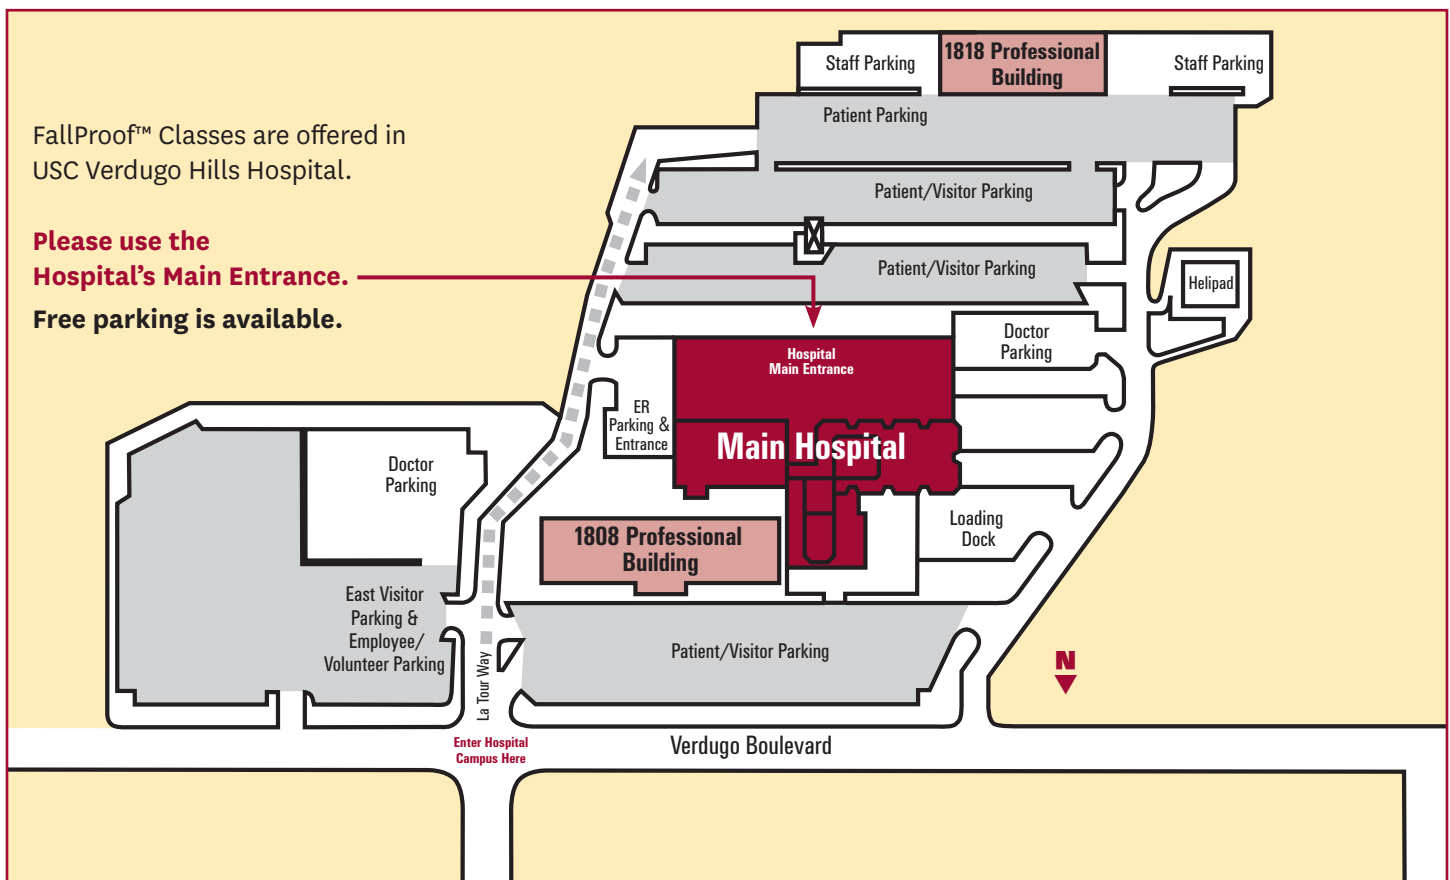 FallProof™ Classes are offered in
USC Verdugo Hills Hospital.
Please use the
Hospital’s Main Entrance.
Free parking is available.
Staff Parking
1818 Professional
Building
Staff Parking
Patient Parking
Patient/Visitor Parking
Patient/Visitor Parking
Helipad
Doctor
Parking
Hospital
Main Entrance
ER
Parking &
Entrance
Main Hospital
Doctor
Parking
Loading
Dock
1808 Professional
Building
East Visitor
Parking &
Employee/
Volunteer Parking
Patient/Visitor Parking
La Tour Way
N
Enter Hospital
Campus Here
Verdugo Boulevard